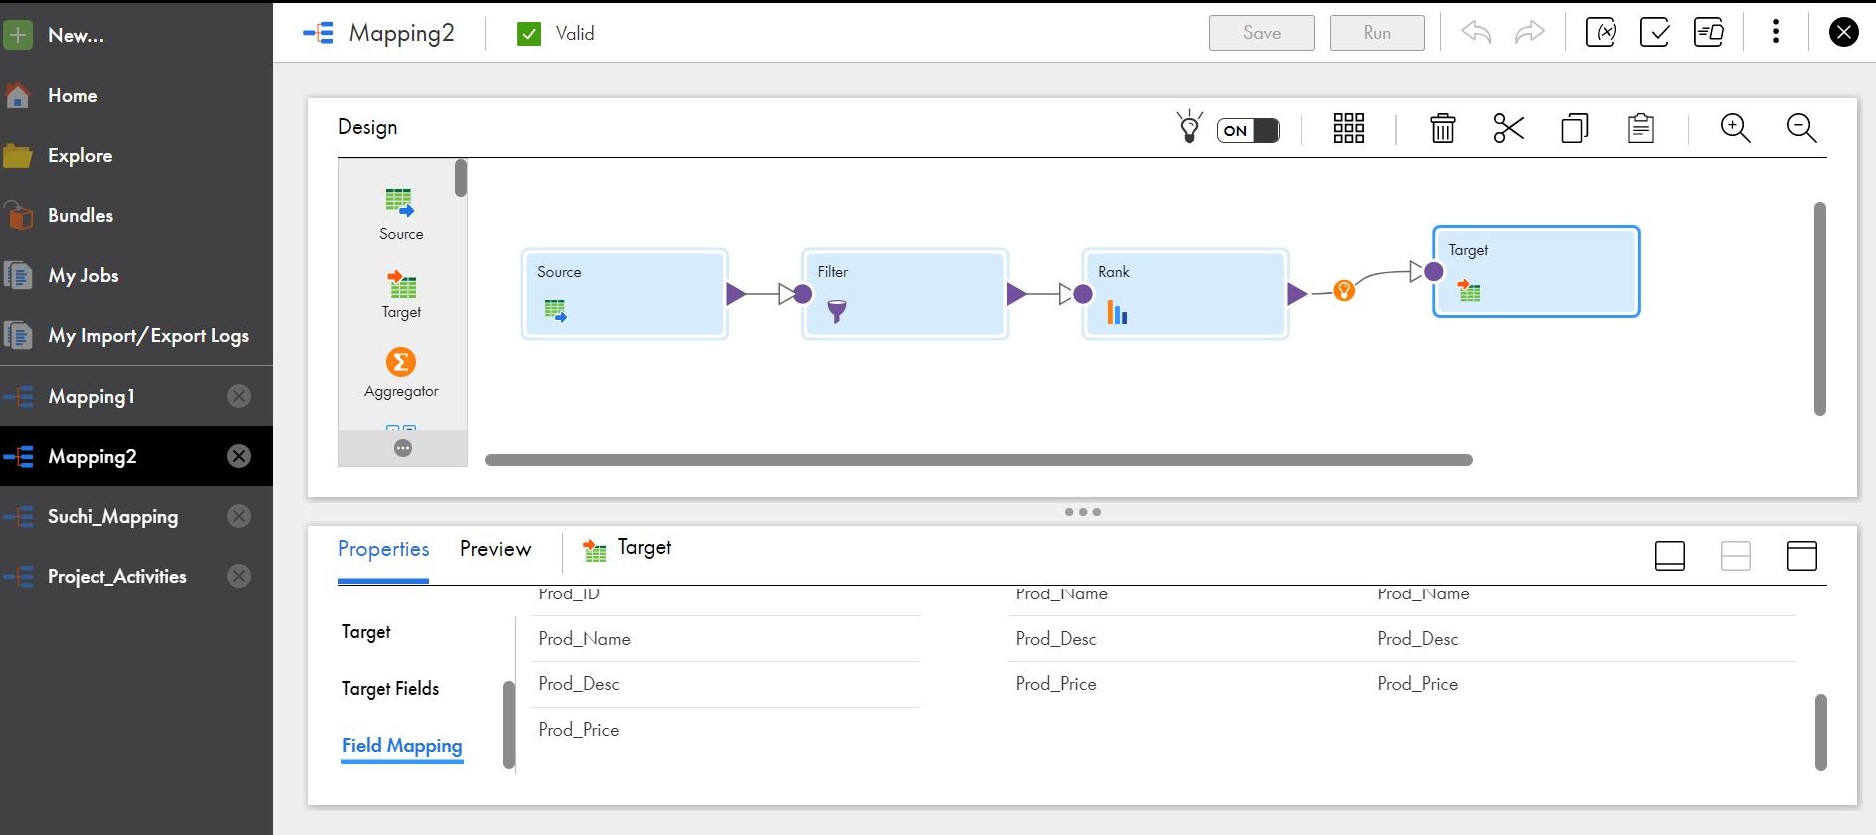 New...
Home
Explore
Bundles
My Jobs
My Import/Export Logs
Mapping1
Mapping2
Suchi_Mapping
Project_Activities
Mapping2
Valid
Save
Run
Design
ON
Source
Target
Aggregator
Source
Filter
Rank
Target
Properties
Preview
Target
Target
Target Fields
Field Mapping
Prod_ID
Prod_Name
Prod_Name
Prod_Name
Prod_Desc
Prod_Desc
Prod_Desc
Prod_Price
Prod_Price
Prod_Price